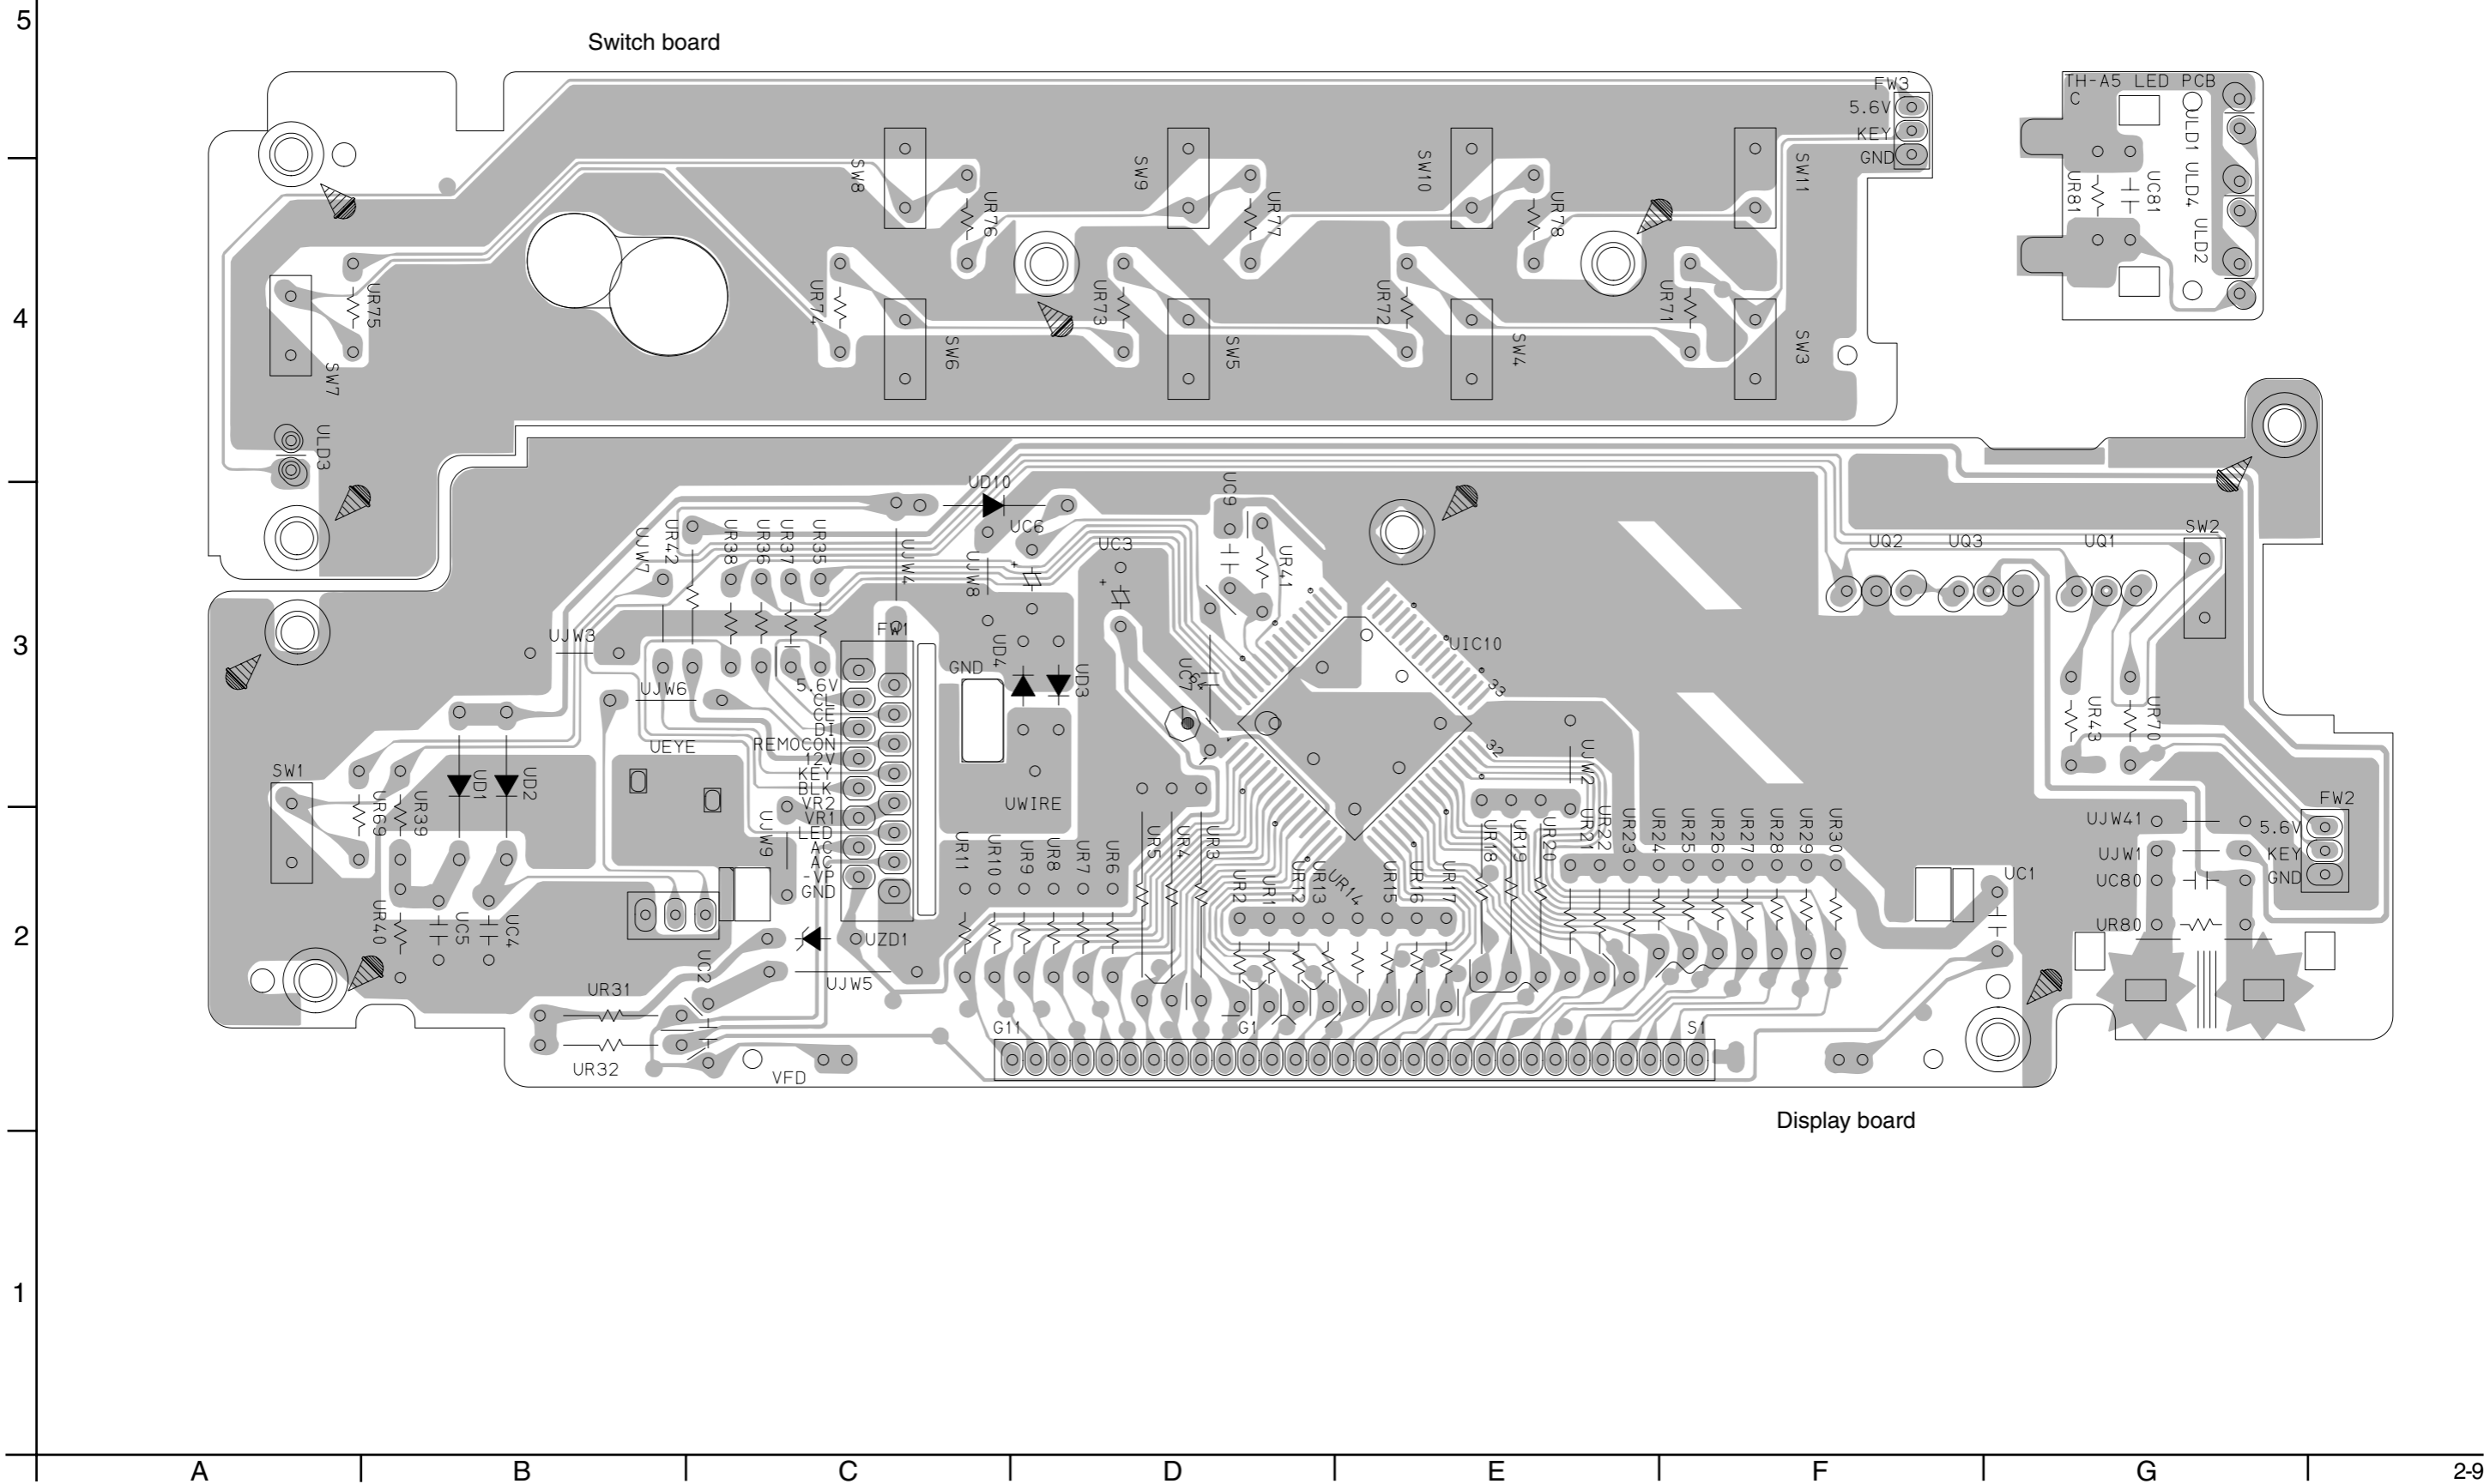 5
Switch board
FW3
5.6V
KEY
GND
TH-A5 LED PCB
C
ULD1
ULD4
ULD2
UR81
UC81
SW8
UR76
SW9
UR77
SW10
UR78
SW11
4
UR75
SW7
UR74
SW6
UR73
SW5
UR72
SW4
UR71
SW3
ULD3
UD10
UC9
UC6
UC3
UR41
UJW7
UR42
UR38
UR36
UR37
UR35
UJW4
UJW8
+
+
UQ2
UQ3
UQ1
SW2
3
UJW3
FW1
UD4
UD3
GND
UC7
64
UIC10
33
UJW6
5.6V
CL
CE
DI
REMOCON
12V
KEY
BLK
VR2
VR1
LED
AC
AC
-VP
GND
UEYE
SW1
UD1
UD2
UR69
UR39
UJW9
UWIRE
32
UJW2
UR43
UR70
UR11
UR10
UR9
UR8
UR7
UR6
UR5
UR4
UR3
UR2
UR1
UR12
UR13
UR14
UR15
UR16
UR17
UR18
UR19
UR20
UR21
UR22
UR23
UR24
UR25
UR26
UR27
UR28
UR29
UR30
UJW41
UJW1
UC80
UR80
FW2
5.6V
KEY
GND
UC1
2
UR40
UC5
UC4
UZD1
UC2
UJW5
UR31
UR32
VFD
G11
G1
S1
Display board
1
A
B
C
D
E
F
G
2-9